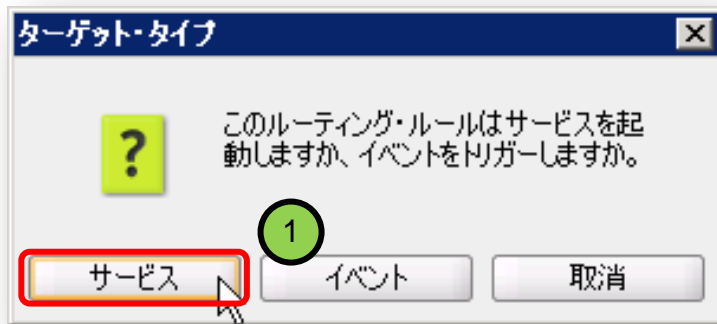 ターゲット・タイプ
?
このルーティング・ルールはサービスを起
動しますか、イベントをトリガーしますか。
1
サービス イベント 取消